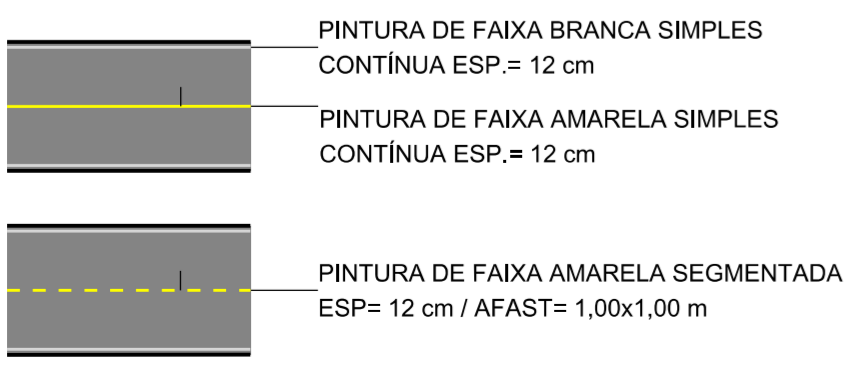 PINTURA DE FAIXA BRANCA SIMPLES
CONTÍNUA ESP.= 12 cm
PINTURA DE FAIXA AMARELA SIMPLES
CONTÍNUA ESP.= 12 cm
PINTURA DE FAIXA AMARELA SEGMENTADA
ESP= 12 cm / AFAST= 1,00x1,00 m